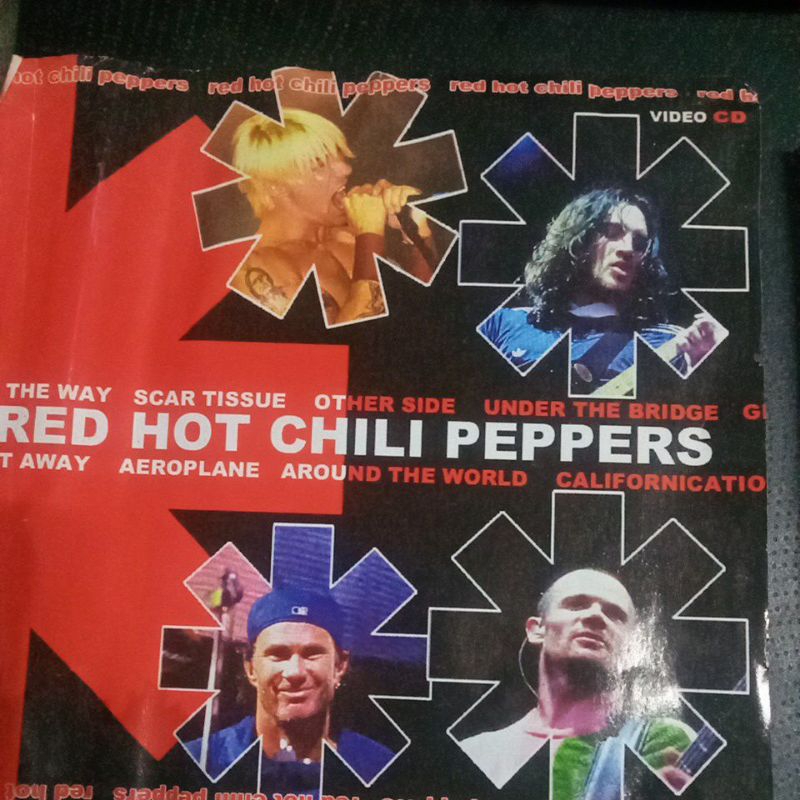 hot chili peppers red hot chili peppers red hot chili peppers red h
VIDEO CD
THE WAY SCAR TISSUE OTHER SIDE UNDER THE BRIDGE GI
RED HOT CHILI PEPPERS
T AWAY AEROPLANE AROUND THE WORLD CALIFORNICATIO